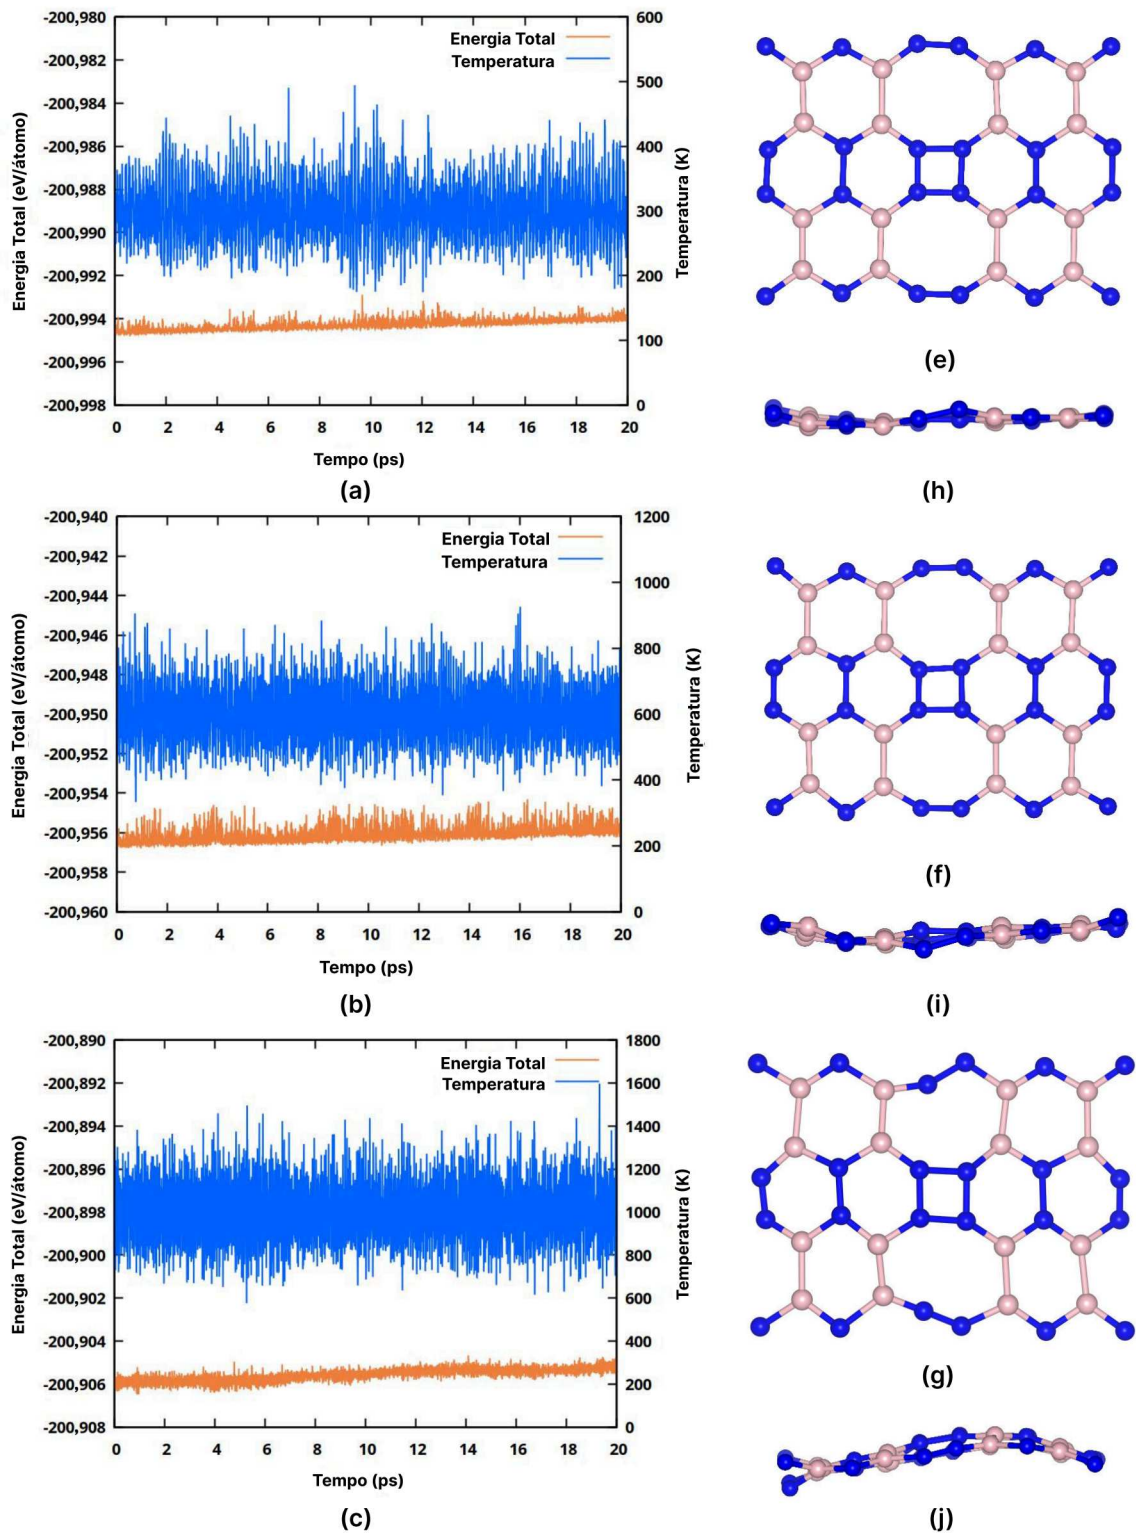 Energia Total
Temperatura
-200,980
-200,982
-200,984
-200,986
-200,988
-200,990
-200,992
-200,994
-200,996
-200,998
Energia Total (eV/átomo)
600
500
400
300
200
100
0
Temperatura (K)
0 2 4 6 8 10 12 14 16 18 20
Tempo (ps)
(a)
(e)
(h)
Energia Total
Temperatura
-200,940
-200,942
-200,944
-200,946
-200,948
-200,950
-200,952
-200,954
-200,956
-200,958
-200,960
Energia Total (eV/átomo)
1200
1000
800
600
400
200
0
Temperatura (K)
0 2 4 6 8 10 12 14 16 18 20
Tempo (ps)
(b)
(f)
(i)
Energia Total
Temperatura
-200,890
-200,892
-200,894
-200,896
-200,898
-200,900
-200,902
-200,904
-200,906
-200,908
Energia Total (eV/átomo)
1800
1600
1400
1200
1000
800
600
400
200
0
Temperatura (K)
0 2 4 6 8 10 12 14 16 18 20
Tempo (ps)
(c)
(g)
(j)